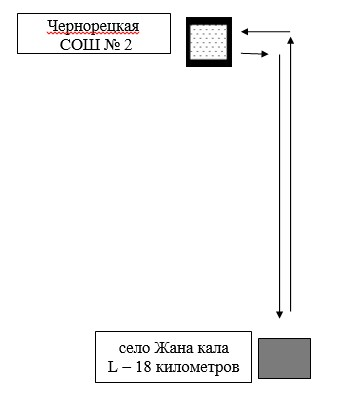 Чернорецкая
СОШ № 2
село Жана кала
L – 18 километров